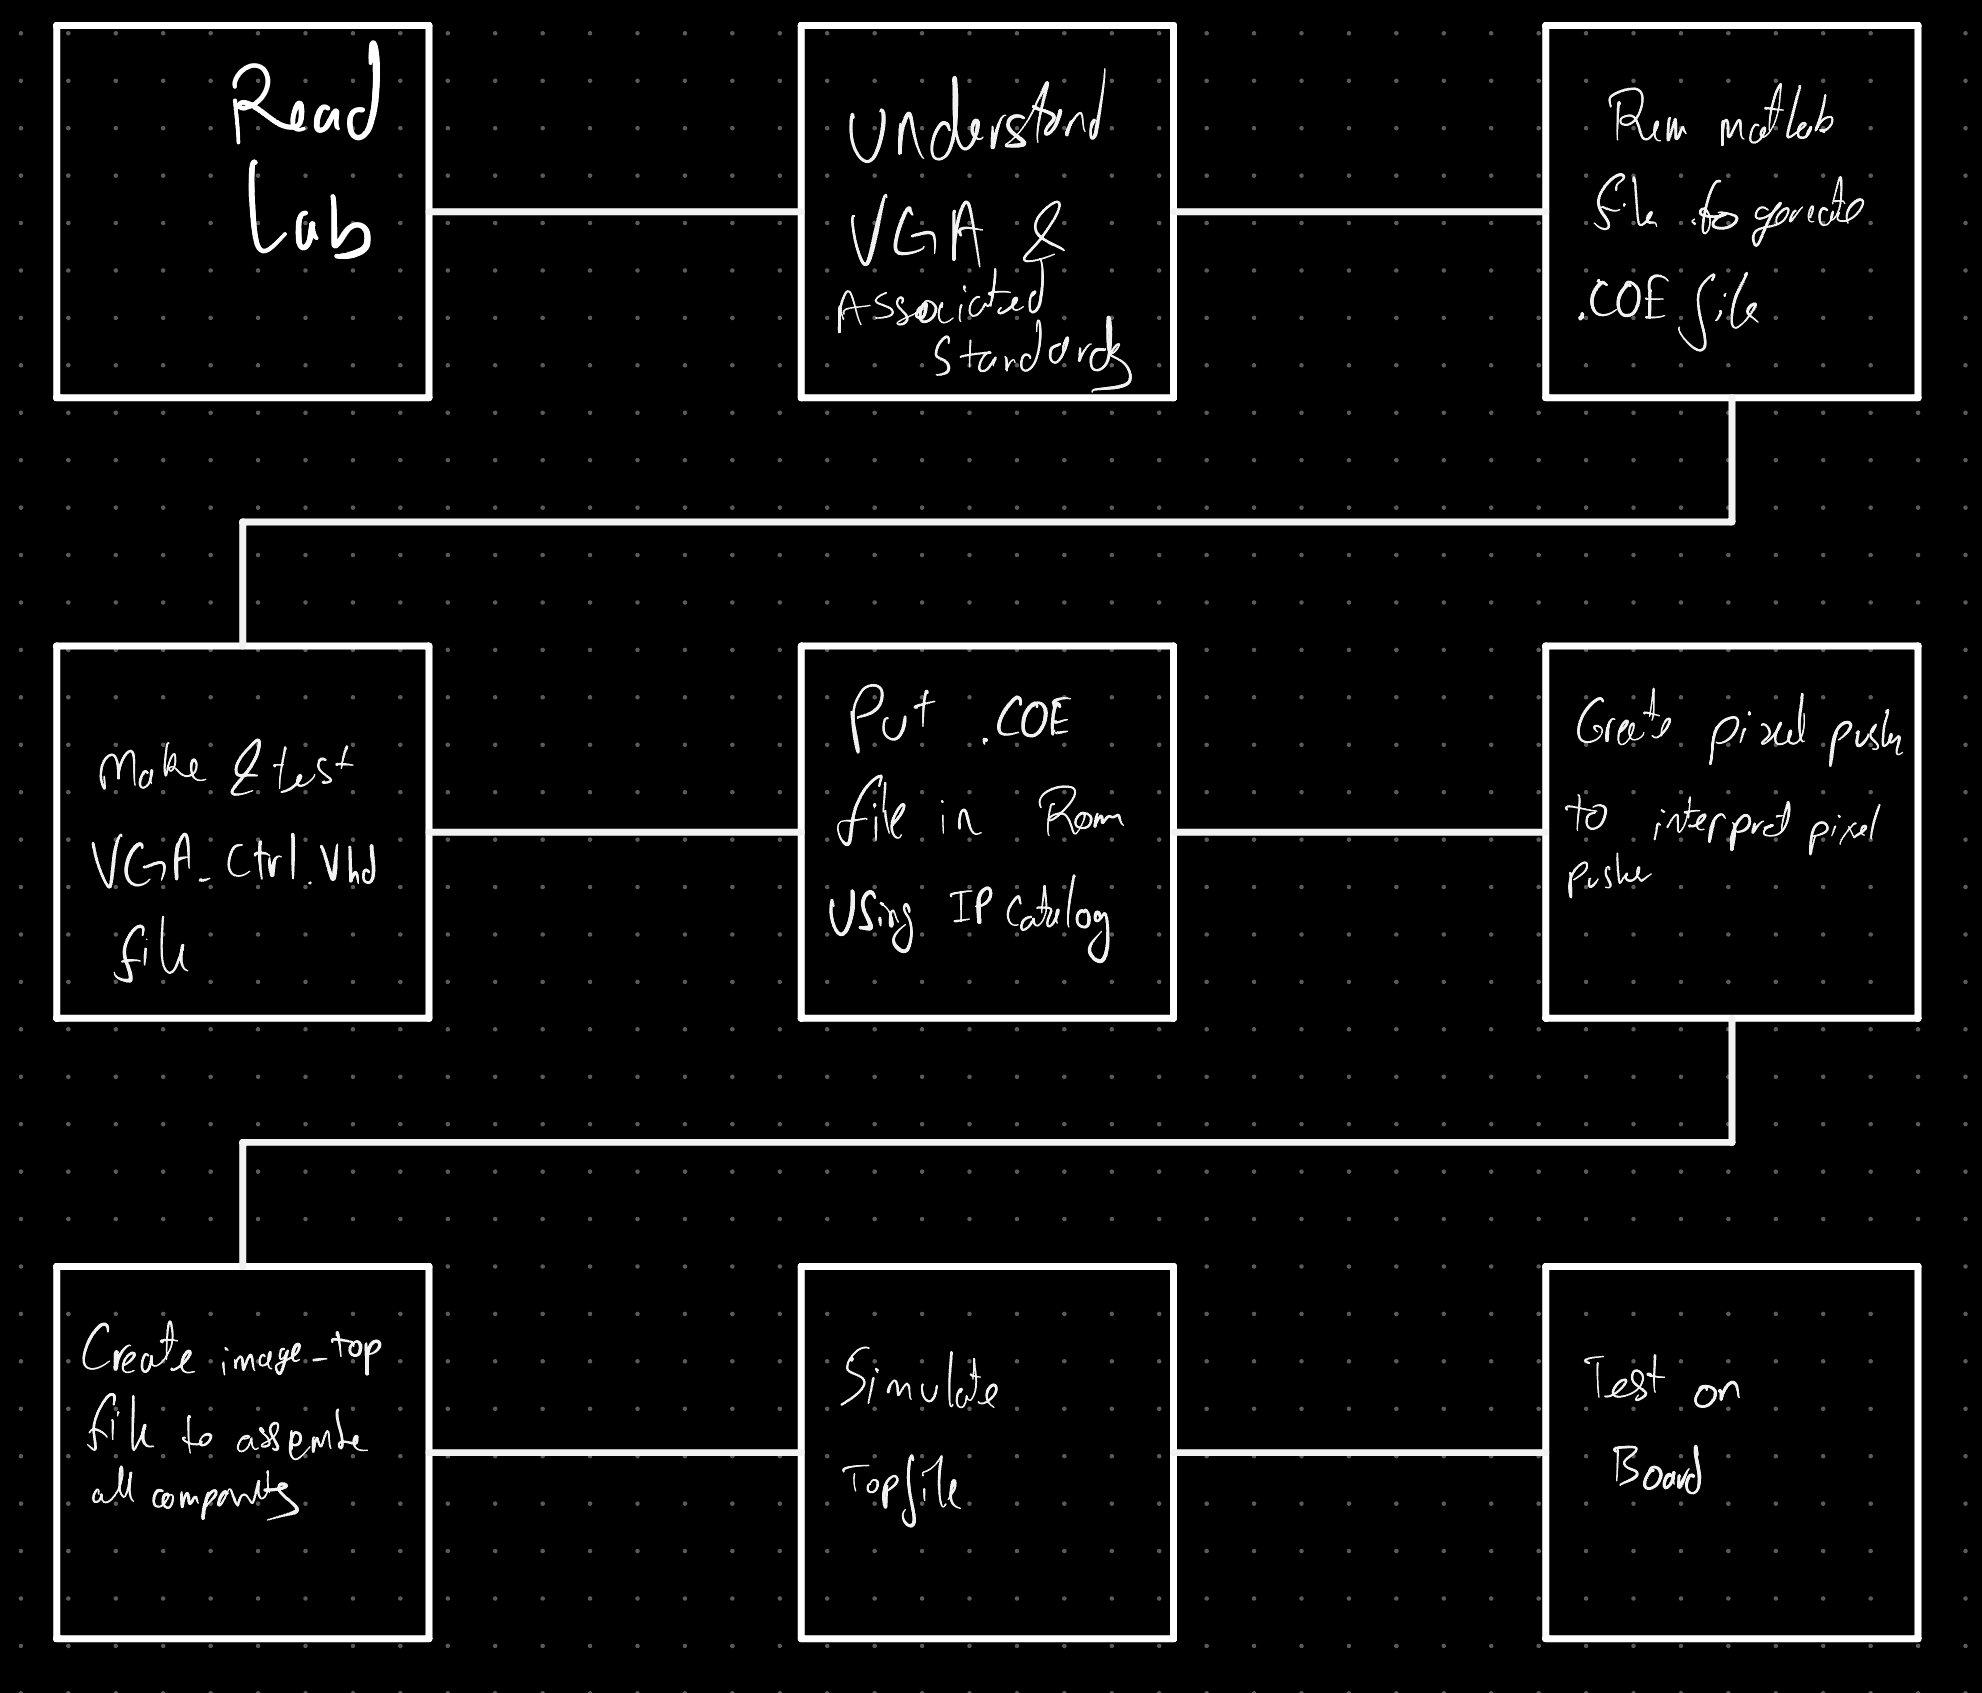 Read
Lab
Understand
VGA &
Associated
Standards
Run matlab
file to generate
.COE file
Make & test
VGA_Ctrl.Vhd
file
Put .COE
file in Rom
Using IP catalog
Create pixel pusher
to interpret pixel
pusher
Create image_top
file to assemble
all components
Simulate
Topfile
Test on
Board